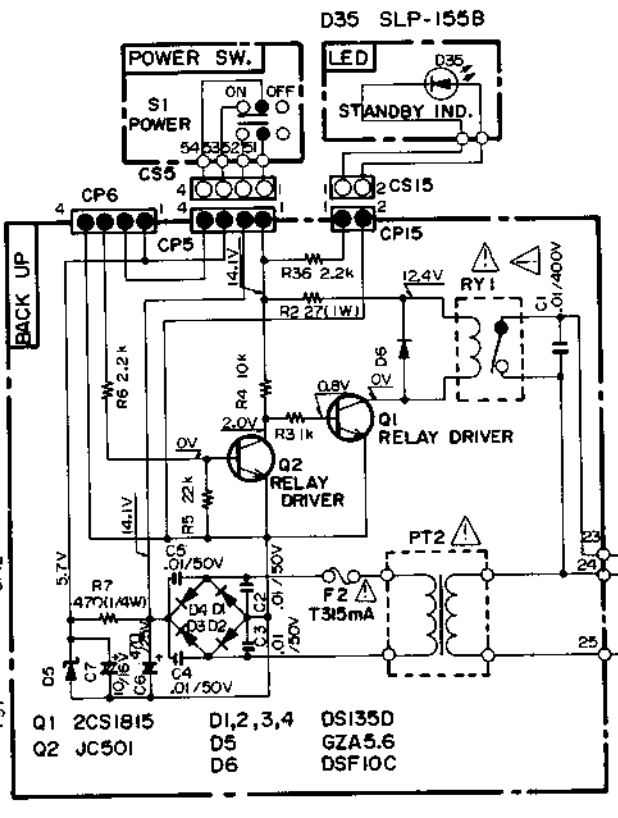 D35 SLP-155B
POWER SW.
LED
D35
ON OFF
S1
POWER
STANDBY IND.
54 53 52 51
CS5
4 1
1 2 CS15
CP6
4 1
4 1
1 2
CP5
CP15
BACK UP
14.1V
R36 2.2k
12.4V
RY1
C1 .01/400V
R2 27(1W)
R6 2.2k
R4 10k
D6
0.8V
0V
2.0V
R3 1k
Q1
RELAY DRIVER
0V
Q2
RELAY
DRIVER
R5 22k
14.1V
5.7V
PT2
23
24
C5
.01/50V
C2
.01/50V
F2
T315mA
R7
470(1/4W)
D4 D1
D3 D2
C3
.01
/50V
25
D5
C7
10/16V
C6
C4
.01/50V
Q1 2CS1815
Q2 JC501
D1,2,3,4 DS135D
D5 GZA5.6
D6 DSF10C